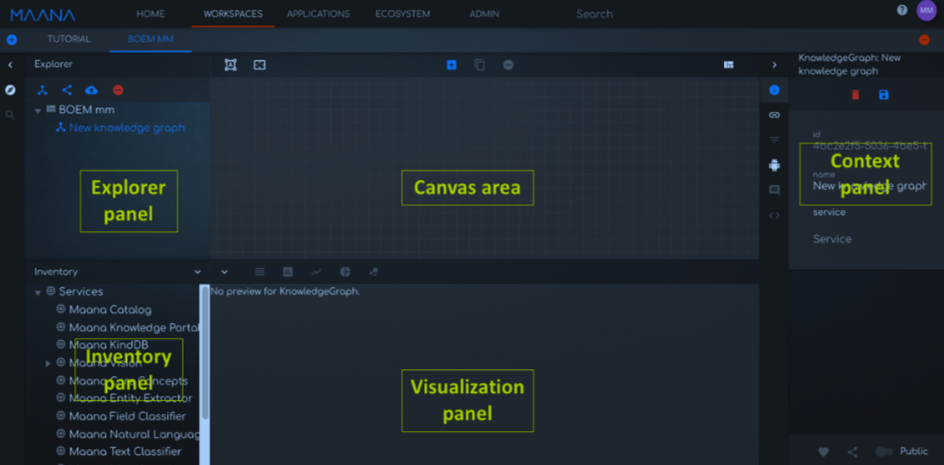 MAANA
HOME
WORKSPACES
APPLICATIONS
ECOSYSTEM
ADMIN
Search
MM
TUTORIAL
BOEM MM
Explorer
KnowledgeGraph: New
knowledge graph
BOEM mm
New knowledge graph
id
4bc2e2f5-5036-4be5-b
name
New knowledge graph
service
Service
Explorer
panel
Canvas area
Context
panel
Inventory
Services
Maana Catalog
Maana Knowledge Portal
Maana KindDB
Maana Vision
Maana Core Concepts
Maana Entity Extractor
Maana Field Classifier
Maana Natural Languag
Maana Text Classifier
Inventory
panel
No preview for KnowledgeGraph.
Visualization
panel
Public